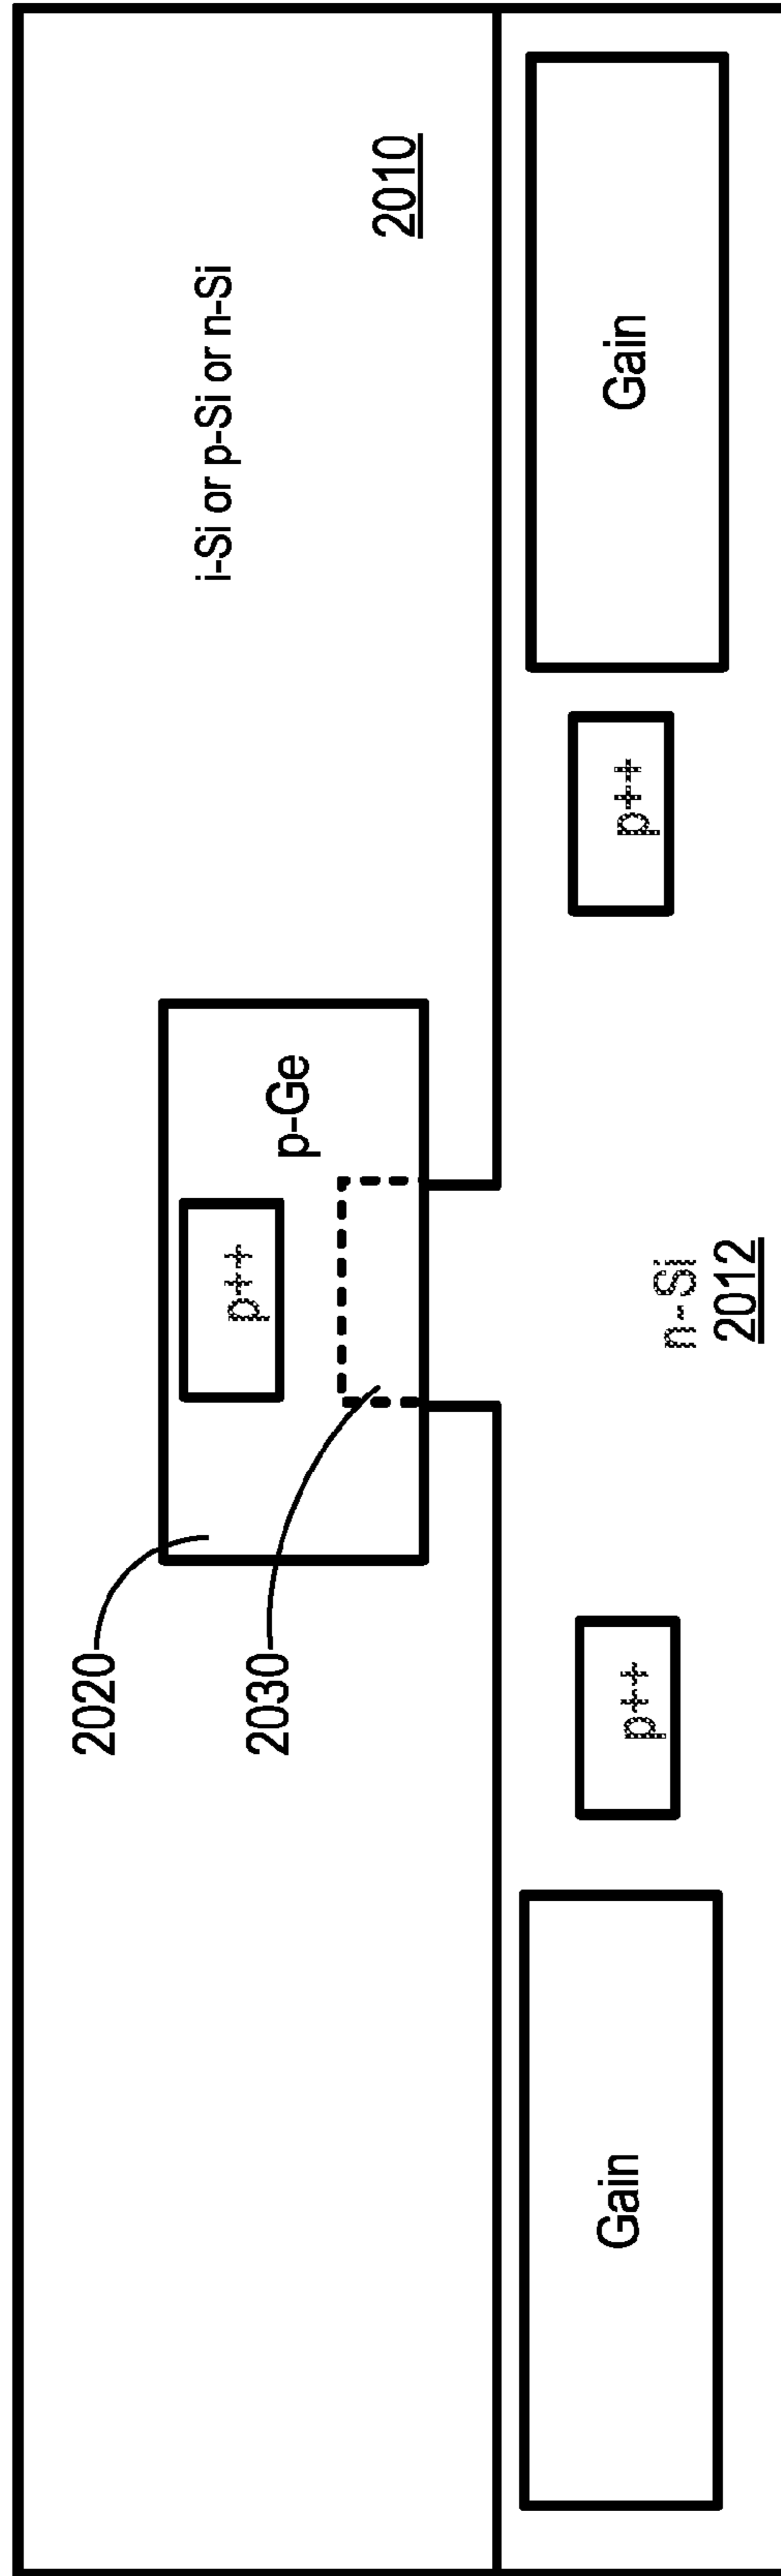 2020
i-Si or p-Si or n-Si
2030
p++
p-Ge
2010
Gain
p++
n-Si
2012
p++
Gain